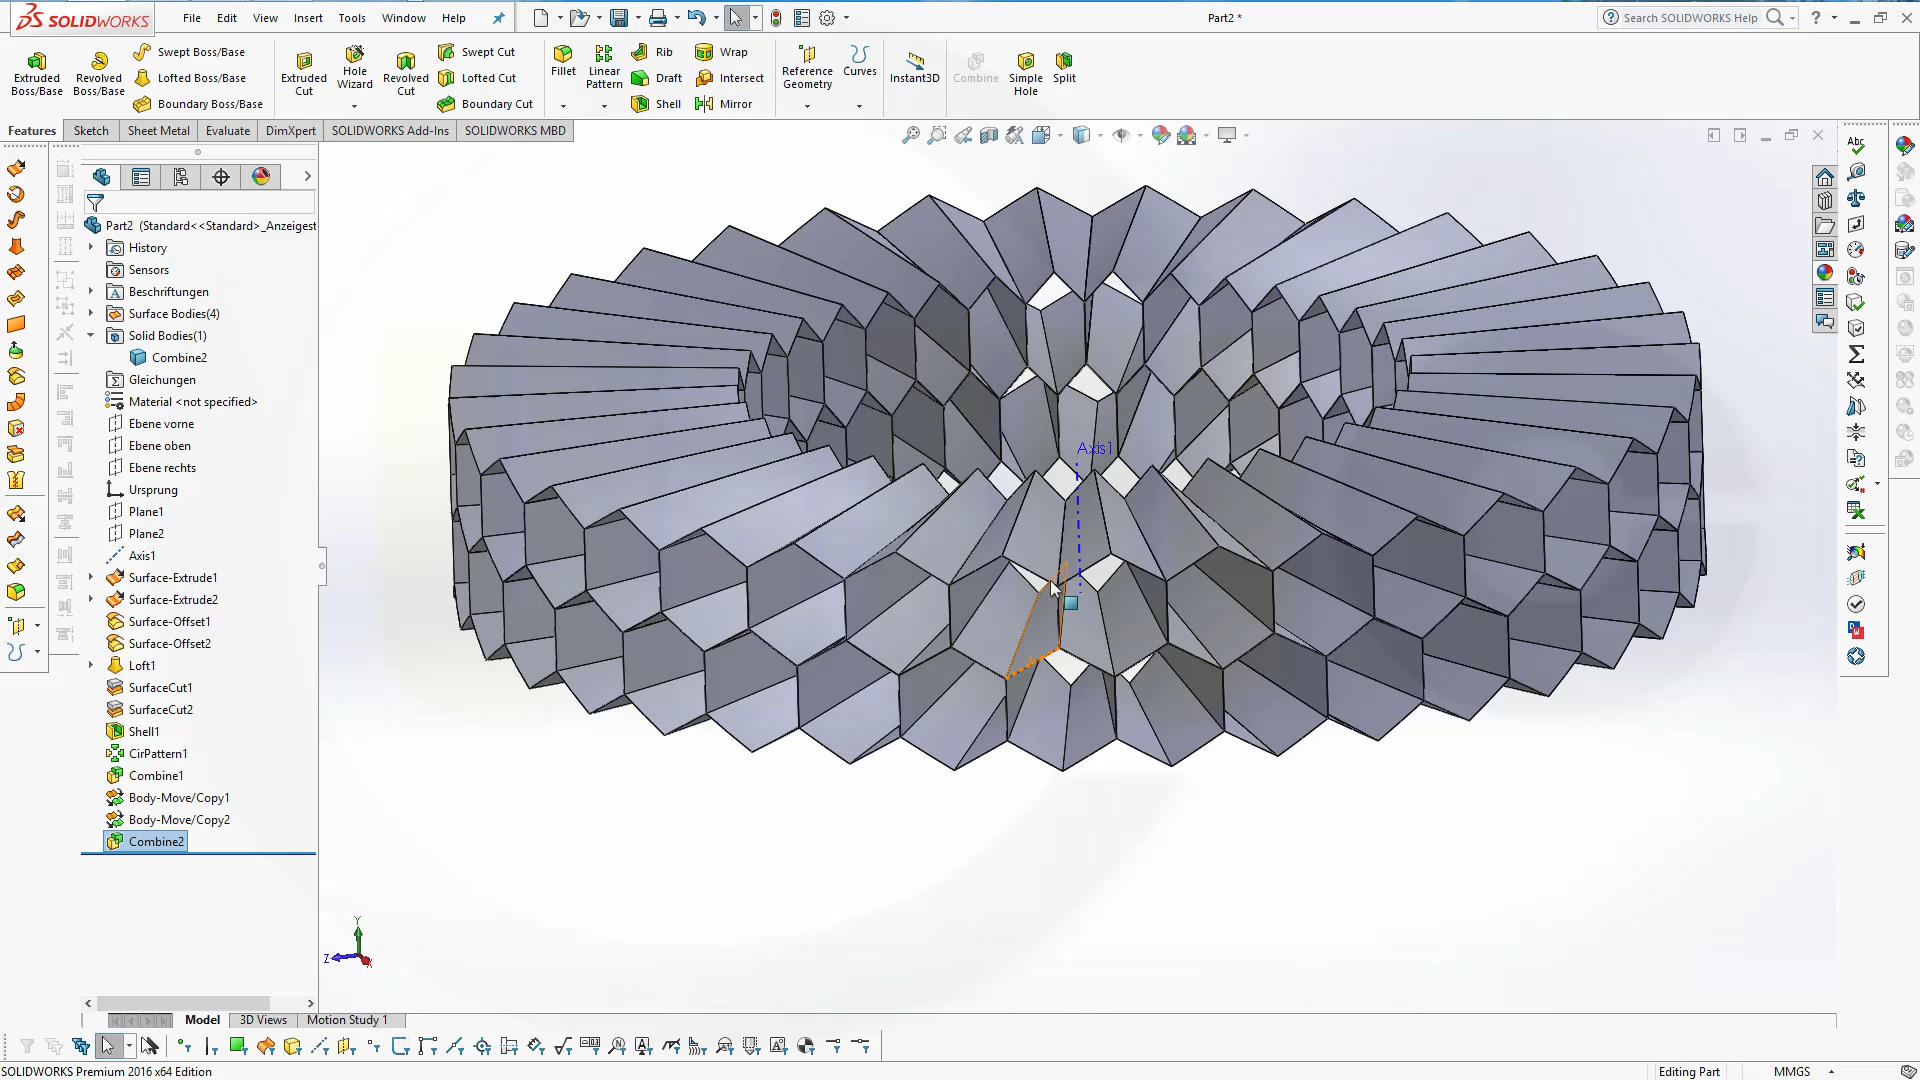 SOLIDWORKS
File Edit View Insert Tools Window Help
Part2 *
Search SOLIDWORKS Help
Extruded Boss/Base
Revolved Boss/Base
Swept Boss/Base
Lofted Boss/Base
Boundary Boss/Base
Extruded Cut
Hole Wizard
Revolved Cut
Swept Cut
Lofted Cut
Boundary Cut
Fillet
Linear Pattern
Rib
Draft
Shell
Wrap
Intersect
Mirror
Reference Geometry
Curves
Instant3D
Combine
Simple Hole
Split
Features Sketch Sheet Metal Evaluate DimXpert SOLIDWORKS Add-Ins SOLIDWORKS MBD
Part2 (Standard<<Standard>_Anzeigest
History
Sensors
Beschriftungen
Surface Bodies(4)
Solid Bodies(1)
Combine2
Gleichungen
Material <not specified>
Ebene vorne
Ebene oben
Ebene rechts
Ursprung
Plane1
Plane2
Axis1
Surface-Extrude1
Surface-Extrude2
Surface-Offset1
Surface-Offset2
Loft1
SurfaceCut1
SurfaceCut2
Shell1
CirPattern1
Combine1
Body-Move/Copy1
Body-Move/Copy2
Combine2
Axis1
Y
Z
X
Model 3D Views Motion Study 1
SOLIDWORKS Premium 2016 x64 Edition
Editing Part
MMGS